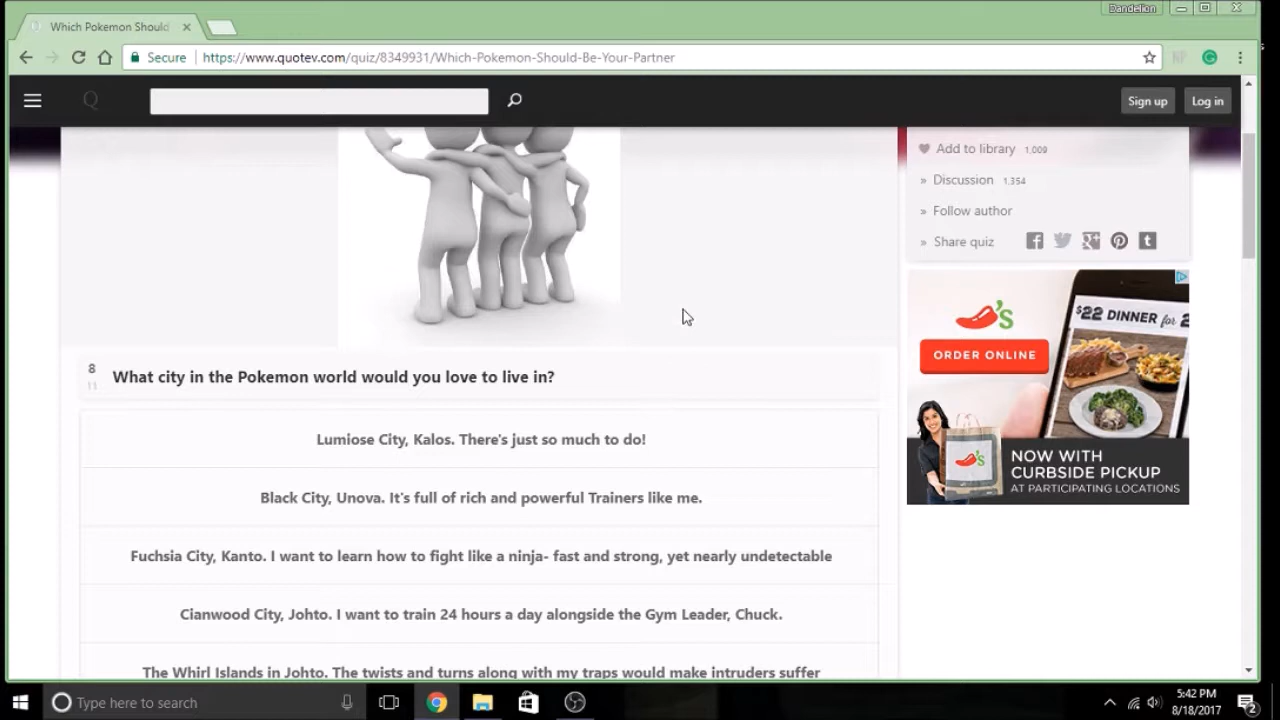 Dandelion
Which Pokemon Should
Secure https://www.quotev.com/quiz/8349931/Which-Pokemon-Should-Be-Your-Partner
Q
Sign up Log in
Add to library 1,009
» Discussion 1,354
» Follow author
» Share quiz
'S
ORDER ONLINE
$22 DINNER for
NOW WITH
CURBSIDE PICKUP
AT PARTICIPATING LOCATIONS
8
11
What city in the Pokemon world would you love to live in?
Lumiose City, Kalos. There's just so much to do!
Black City, Unova. It's full of rich and powerful Trainers like me.
Fuchsia City, Kanto. I want to learn how to fight like a ninja- fast and strong, yet nearly undetectable
Cianwood City, Johto. I want to train 24 hours a day alongside the Gym Leader, Chuck.
The Whirl Islands in Johto. The twists and turns along with my traps would make intruders suffer
Type here to search
5:42 PM
8/18/2017
2